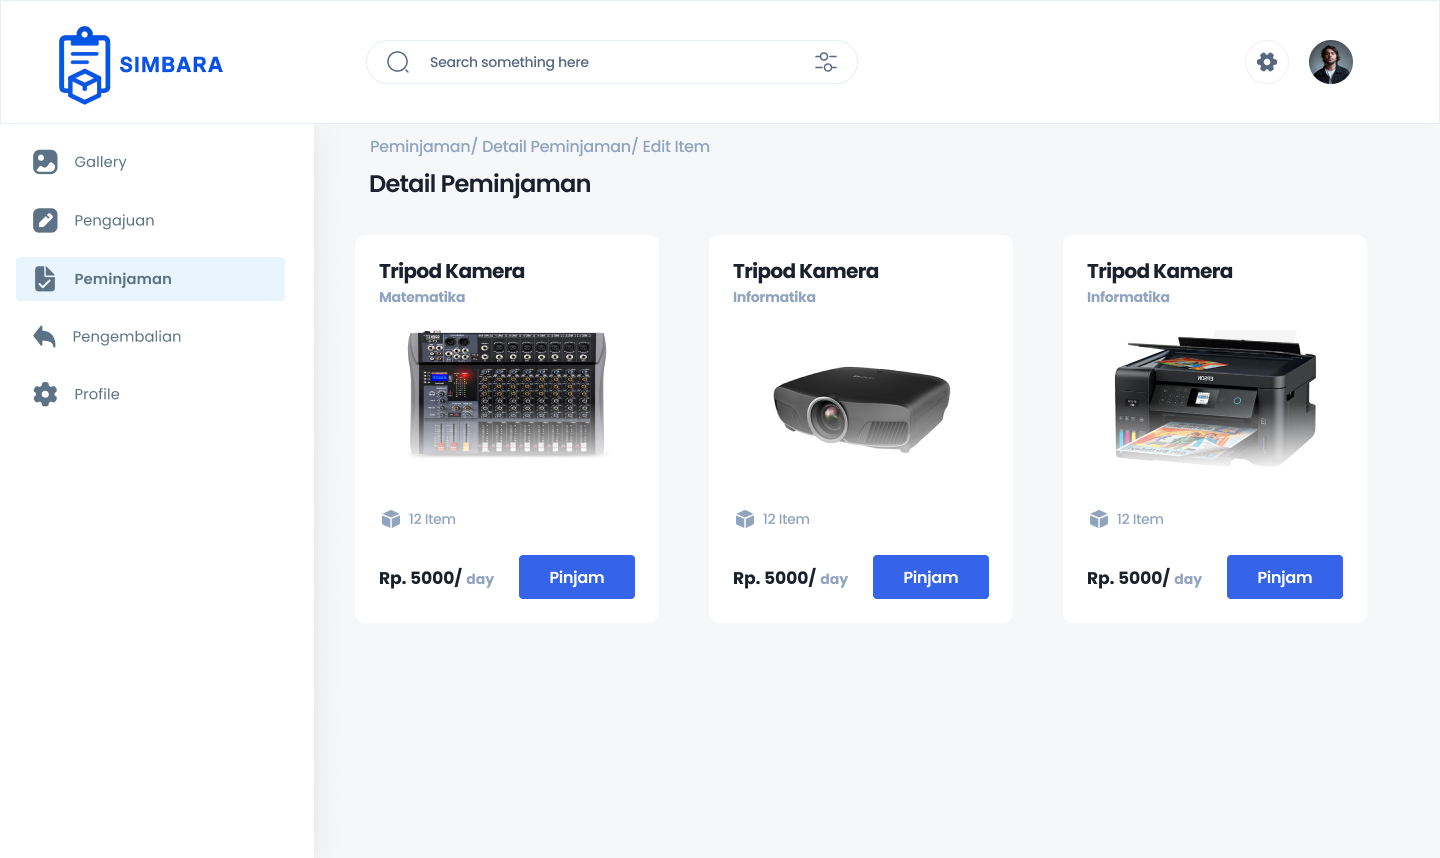 SIMBARA
Search something here
Gallery
Pengajuan
Peminjaman
Pengembalian
Profile
Peminjaman/ Detail Peminjaman/ Edit Item
Detail Peminjaman
Tripod Kamera
Matematika
12 Item
Rp. 5000/ day
Pinjam
Tripod Kamera
Informatika
12 Item
Rp. 5000/ day
Pinjam
Tripod Kamera
Informatika
12 Item
Rp. 5000/ day
Pinjam